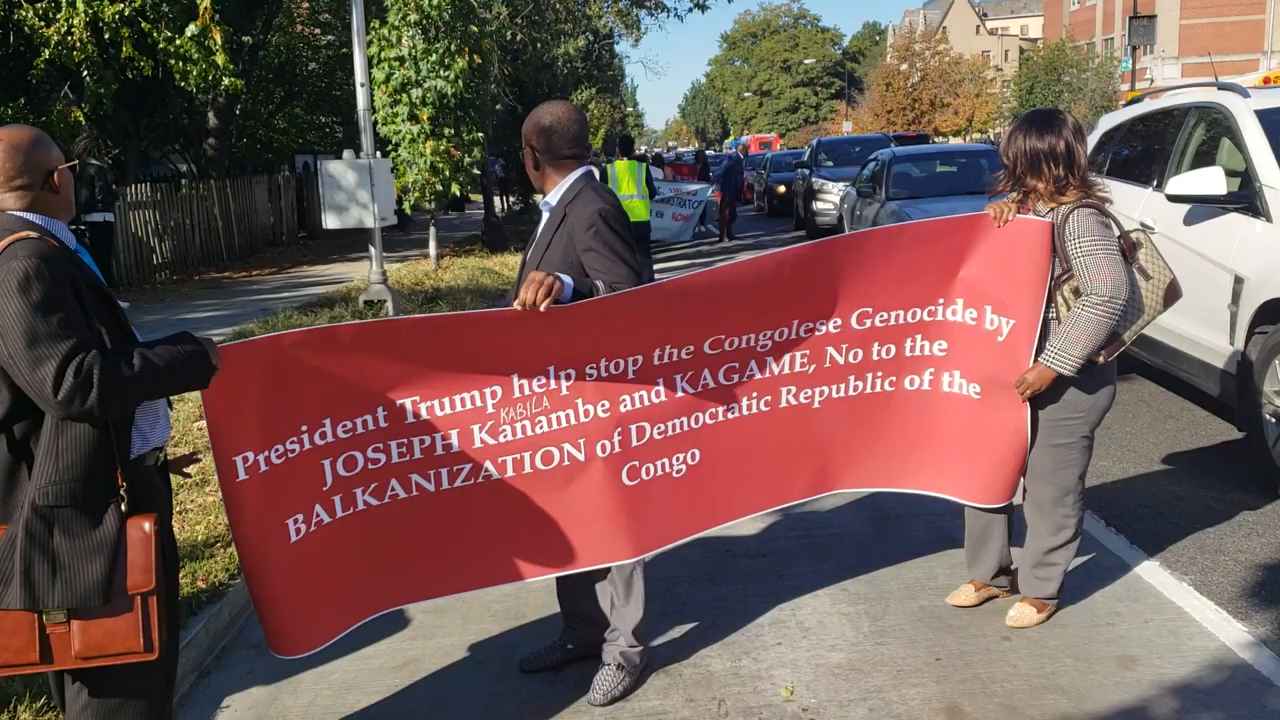 President Trump help stop the Congolese Genocide by
KABILA
JOSEPH Kanambe and KAGAME, No to the
BALKANIZATION of Democratic Republic of the
Congo
USE